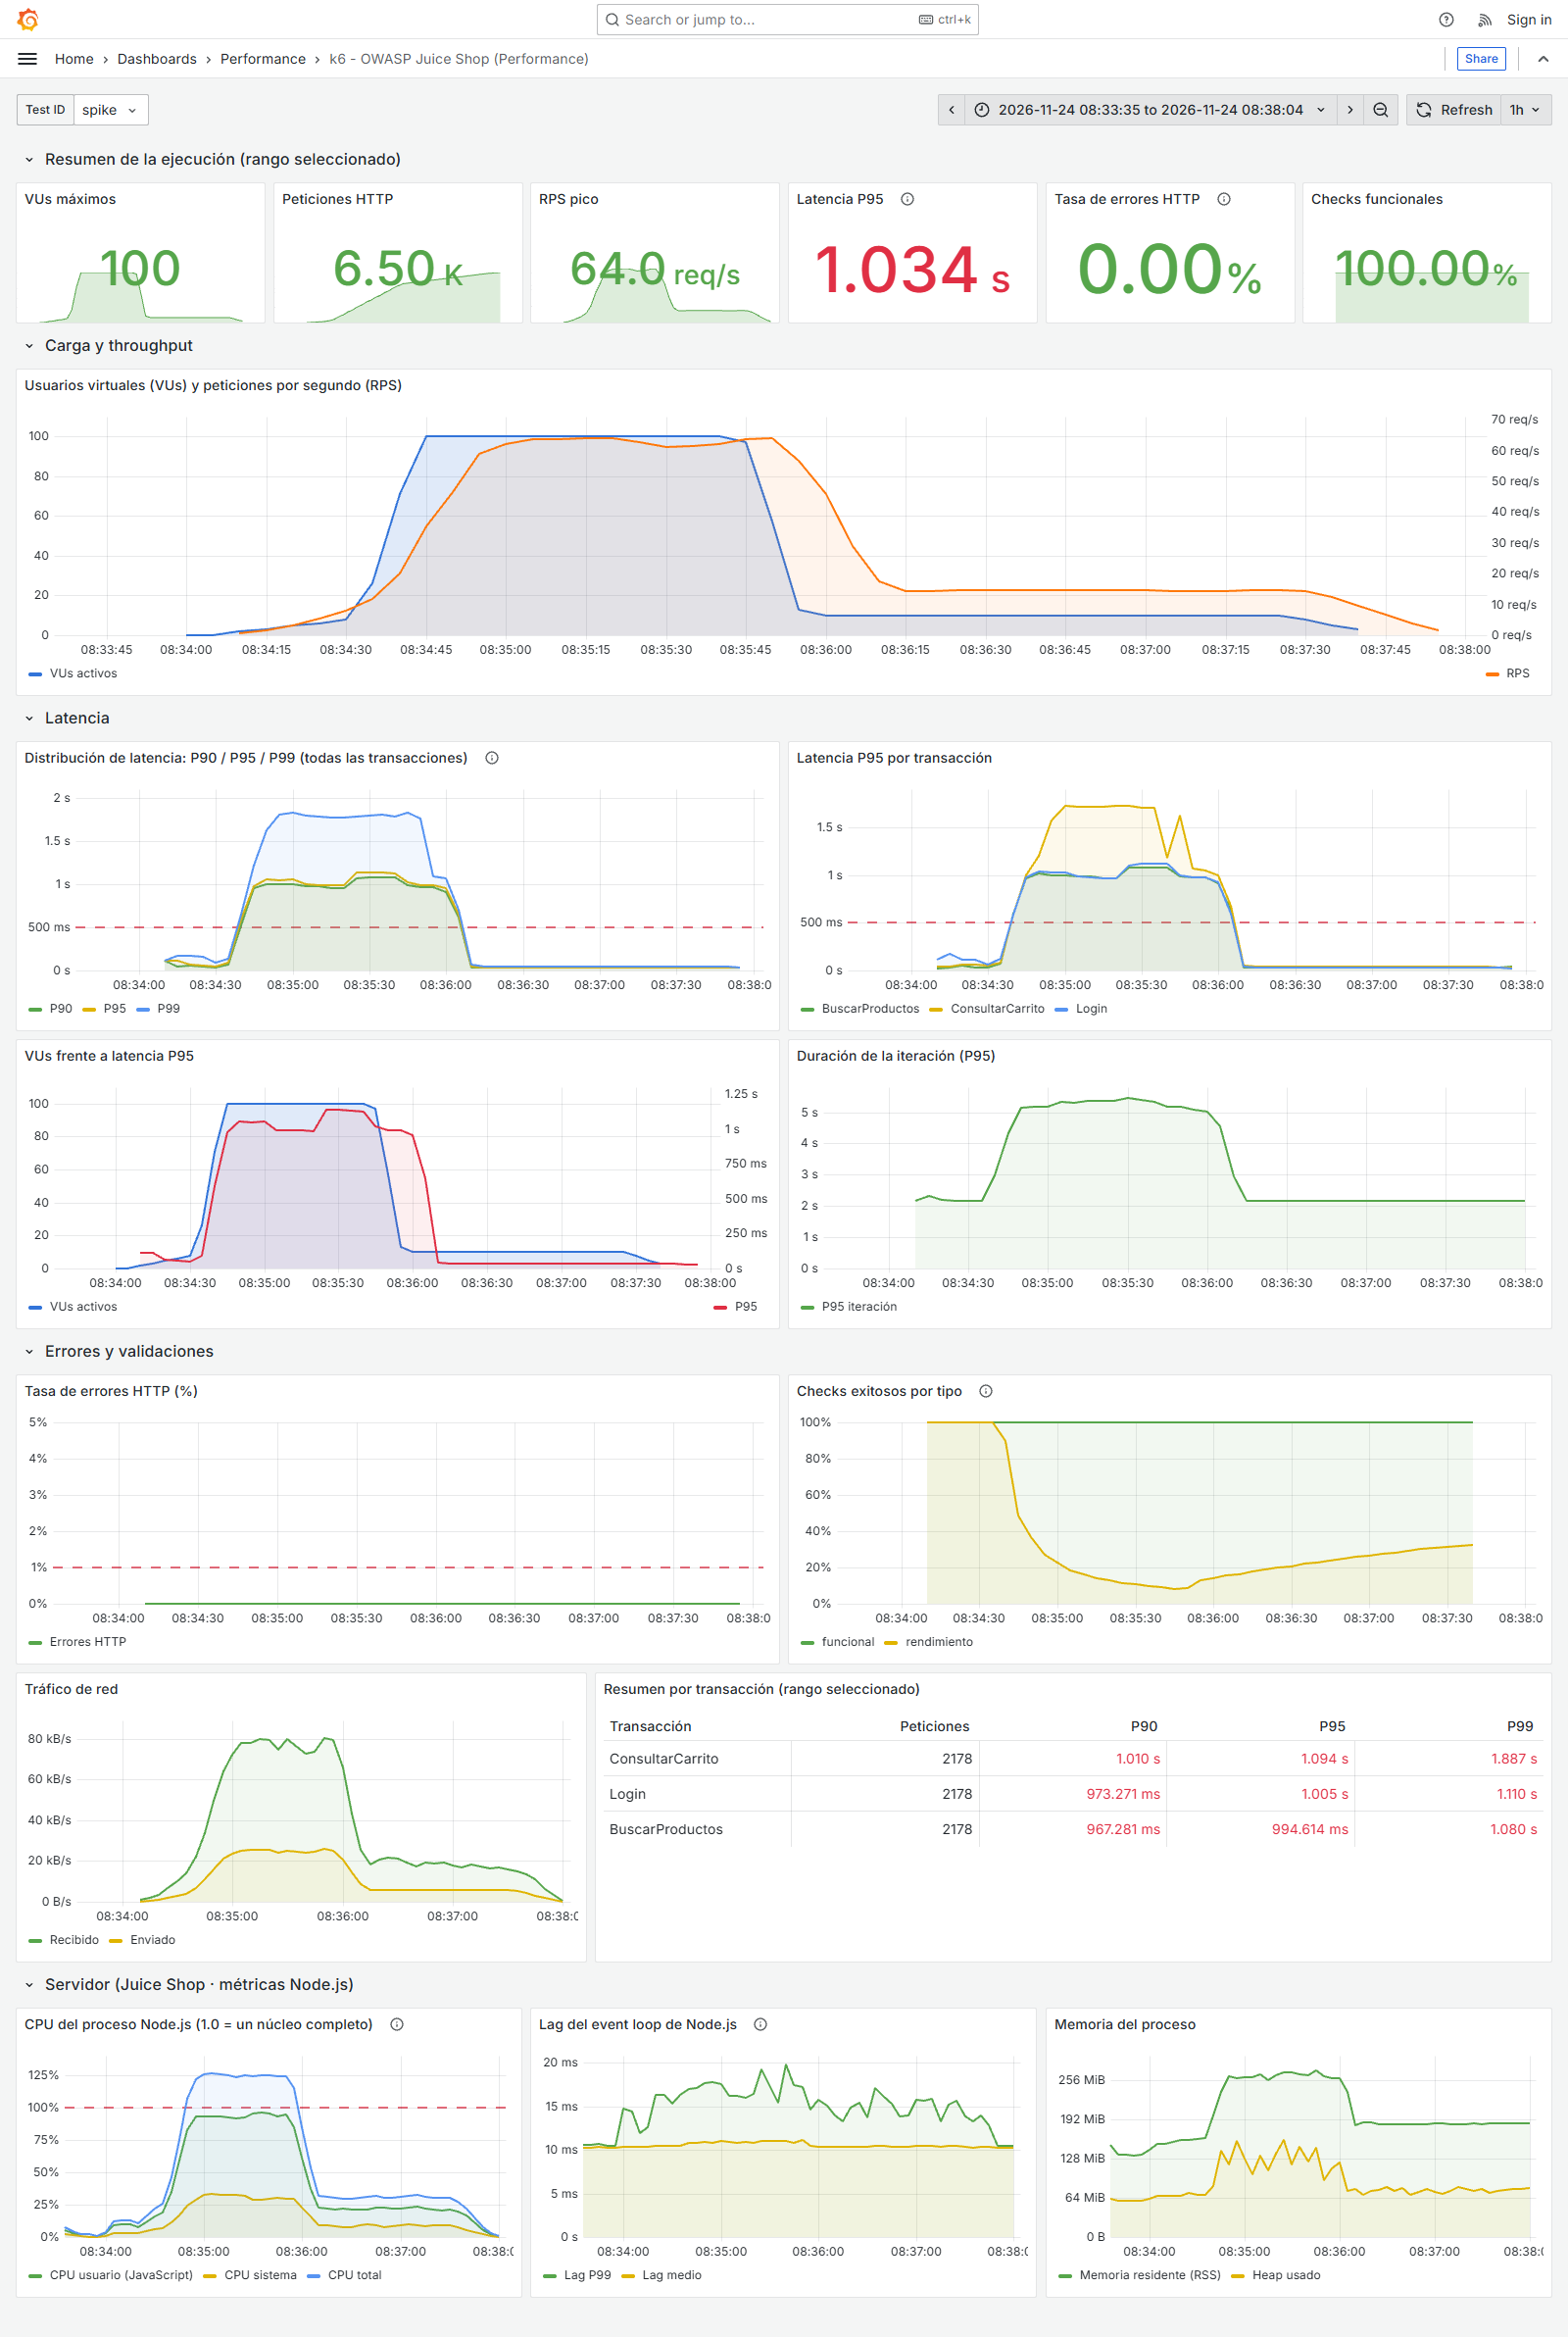 Search or jump to... ctrl+k Sign in
Home › Dashboards › Performance › k6 - OWASP Juice Shop (Performance) Share
Test ID spike 2026-11-24 08:33:35 to 2026-11-24 08:38:04 Refresh 1h
Resumen de la ejecución (rango seleccionado)
VUs máximos Peticiones HTTP RPS pico Latencia P95 Tasa de errores HTTP Checks funcionales
100 6.50 K 64.0 req/s 1.034 s 0.00% 100.00%
Carga y throughput
Usuarios virtuales (VUs) y peticiones por segundo (RPS)
70 req/s
100
60 req/s
80
50 req/s
60
40 req/s
30 req/s
40
20 req/s
20
10 req/s
0 0 req/s
08:33:45 08:34:00 08:34:15 08:34:30 08:34:45 08:35:00 08:35:15 08:35:30 08:35:45 08:36:00 08:36:15 08:36:30 08:36:45 08:37:00 08:37:15 08:37:30 08:37:45 08:38:00
VUs activos RPS
Latencia
Distribución de latencia: P90 / P95 / P99 (todas las transacciones)
2 s
1.5 s
1 s
500 ms
0 s
08:34:00 08:34:30 08:35:00 08:35:30 08:36:00 08:36:30 08:37:00 08:37:30 08:38:0
P90 P95 P99
Latencia P95 por transacción
1.5 s
1 s
500 ms
0 s
08:34:00 08:34:30 08:35:00 08:35:30 08:36:00 08:36:30 08:37:00 08:37:30 08:38:0
BuscarProductos ConsultarCarrito Login
VUs frente a latencia P95
1.25 s
100
1 s
80
750 ms
60
500 ms
40
250 ms
20
0 0 s
08:34:00 08:34:30 08:35:00 08:35:30 08:36:00 08:36:30 08:37:00 08:37:30 08:38:00
VUs activos P95
Duración de la iteración (P95)
5 s
4 s
3 s
2 s
1 s
0 s
08:34:00 08:34:30 08:35:00 08:35:30 08:36:00 08:36:30 08:37:00 08:37:30 08:38:0
P95 iteración
Errores y validaciones
Tasa de errores HTTP (%)
5%
4%
3%
2%
1%
0%
08:34:00 08:34:30 08:35:00 08:35:30 08:36:00 08:36:30 08:37:00 08:37:30 08:38:0
Errores HTTP
Checks exitosos por tipo
100%
80%
60%
40%
20%
0%
08:34:00 08:34:30 08:35:00 08:35:30 08:36:00 08:36:30 08:37:00 08:37:30 08:38:0
funcional rendimiento
Tráfico de red
80 kB/s
60 kB/s
40 kB/s
20 kB/s
0 B/s
08:34:00 08:35:00 08:36:00 08:37:00 08:38:0
Recibido Enviado
Resumen por transacción (rango seleccionado)
Transacción Peticiones P90 P95 P99
ConsultarCarrito 2178 1.010 s 1.094 s 1.887 s
Login 2178 973.271 ms 1.005 s 1.110 s
BuscarProductos 2178 967.281 ms 994.614 ms 1.080 s
Servidor (Juice Shop · métricas Node.js)
CPU del proceso Node.js (1.0 = un núcleo completo)
125%
100%
75%
50%
25%
0%
08:34:00 08:35:00 08:36:00 08:37:00 08:38:0
CPU usuario (JavaScript) CPU sistema CPU total
Lag del event loop de Node.js
20 ms
15 ms
10 ms
5 ms
0 s
08:34:00 08:35:00 08:36:00 08:37:00 08:38:0
Lag P99 Lag medio
Memoria del proceso
256 MiB
192 MiB
128 MiB
64 MiB
0 B
08:34:00 08:35:00 08:36:00 08:37:00 08:38:0
Memoria residente (RSS) Heap usado